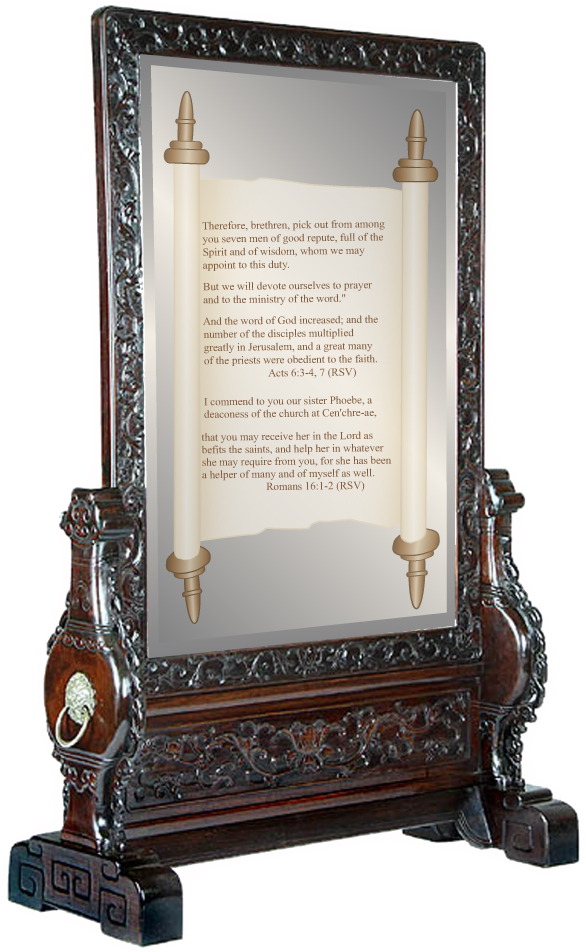 Therefore, brethren, pick out from among
you seven men of good repute, full of the
Spirit and of wisdom, whom we may
appoint to this duty.
But we will devote ourselves to prayer
and to the ministry of the word."
And the word of God increased; and the
number of the disciples multiplied
greatly in Jerusalem, and a great many
of the priests were obedient to the faith.
Acts 6:3-4, 7 (RSV)
I commend to you our sister Phoebe, a
deaconess of the church at Cen'chre-ae,
that you may receive her in the Lord as
befits the saints, and help her in whatever
she may require from you, for she has been
a helper of many and of myself as well.
Romans 16:1-2 (RSV)